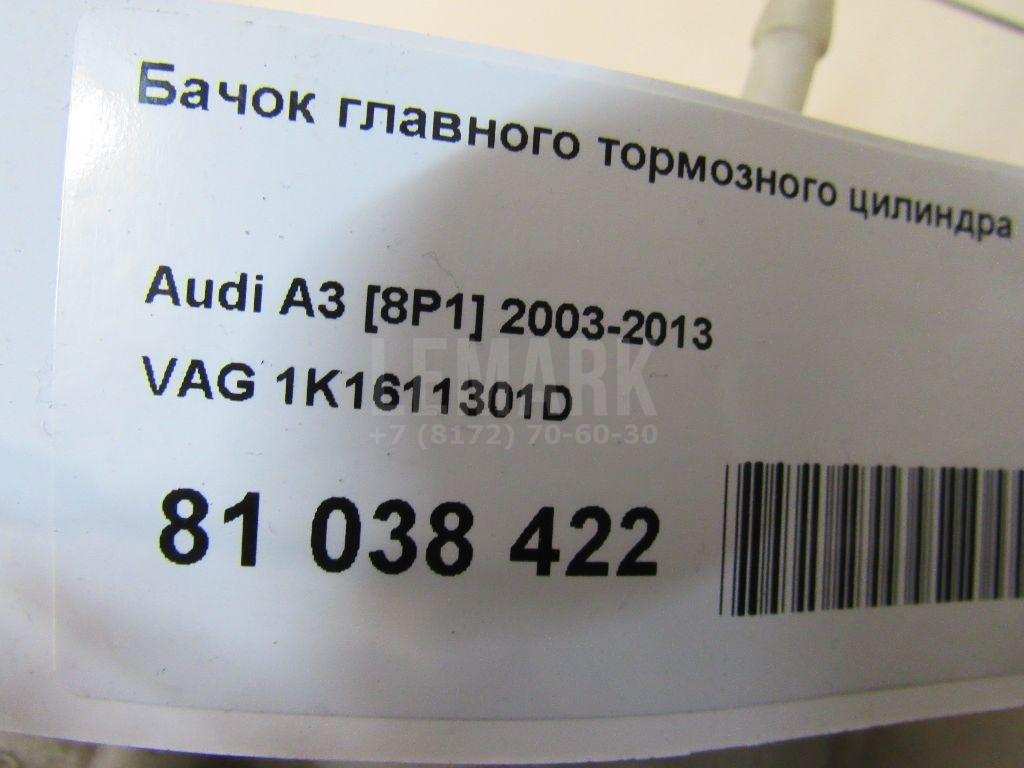 Бачок главного тормозного цилиндра
Audi A3 [8P1] 2003-2013
VAG 1K1611301D
LEMARK
+7 (8172) 70-60-30
81 038 422